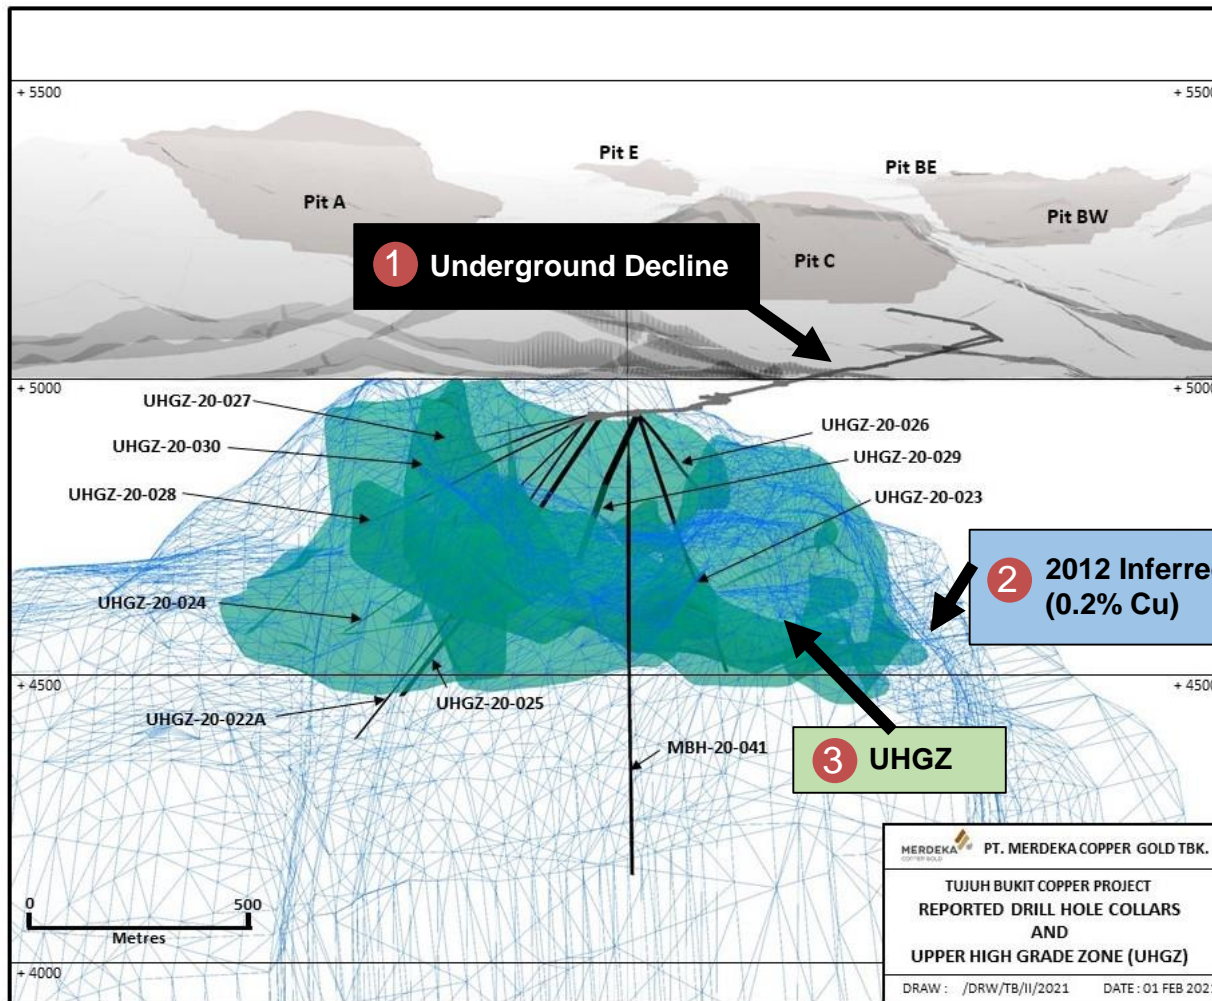 + 5500
+ 5500
Pit E
Pit BE
Pit A
Pit BW
1 Underground Decline
Pit C
+ 5000
+ 5000
UHGZ-20-027
UHGZ-20-026
UHGZ-20-030
UHGZ-20-029
UHGZ-20-028
UHGZ-20-023
2 2012 Inferre
(0.2% Cu)
UHGZ-20-024
+ 4500
+ 4500
UHGZ-20-025
UHGZ-20-022A
MBH-20-041
3 UHGZ
MERDEKA
COPPER GOLD
PT. MERDEKA COPPER GOLD TBK.
TUJUH BUKIT COPPER PROJECT
REPORTED DRILL HOLE COLLARS
AND
UPPER HIGH GRADE ZONE (UHGZ)
DRAW : /DRW/TB/II/2021 DATE : 01 FEB 2021
0 500
Metres
+ 4000